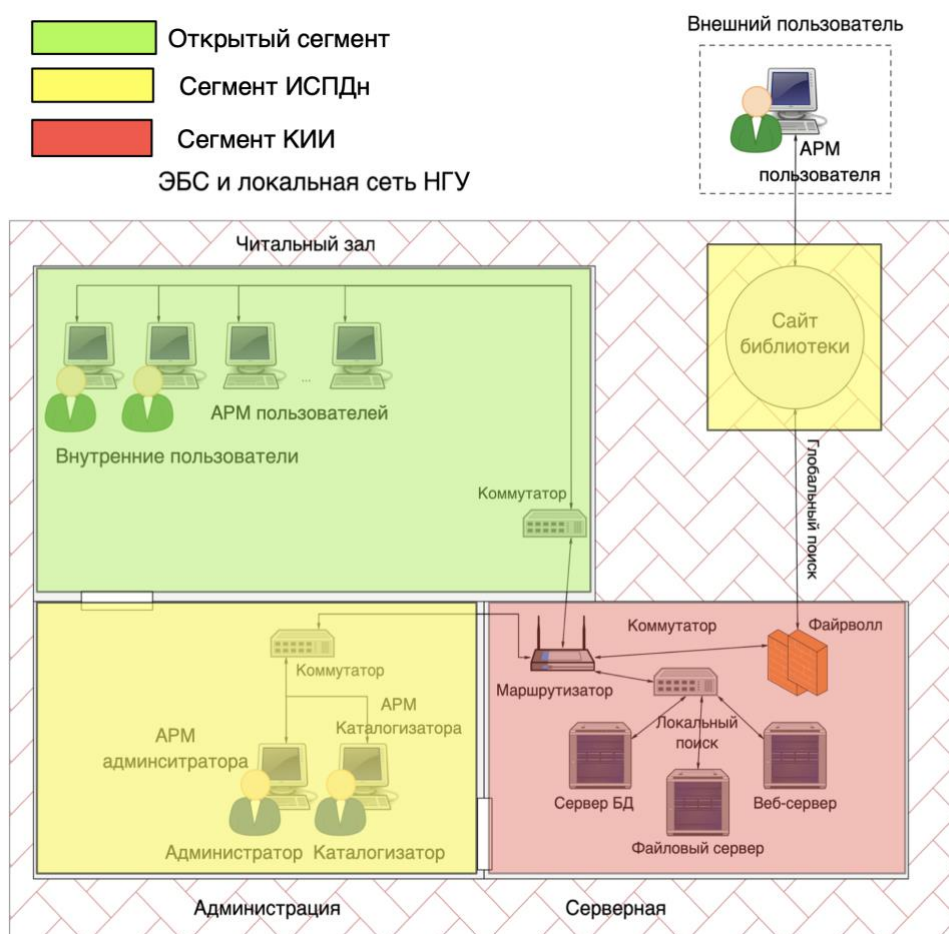 Открытый сегмент
Сегмент ИСПДн
Сегмент КИИ
ЭБС и локальная сеть НГУ
Внешний пользователь
АРМ
пользователя
Читальный зал
Сайт
библиотеки
...
АРМ пользователей
Внутренние пользователи
Коммутатор
Глобальный поиск
Коммутатор
Коммутатор
Файрволл
Маршрутизатор
АРМ
Каталогизатора
АРМ
админситратора
Локальный
поиск
Сервер БД
Веб-сервер
Файловый сервер
Администратор
Каталогизатор
Администрация
Серверная